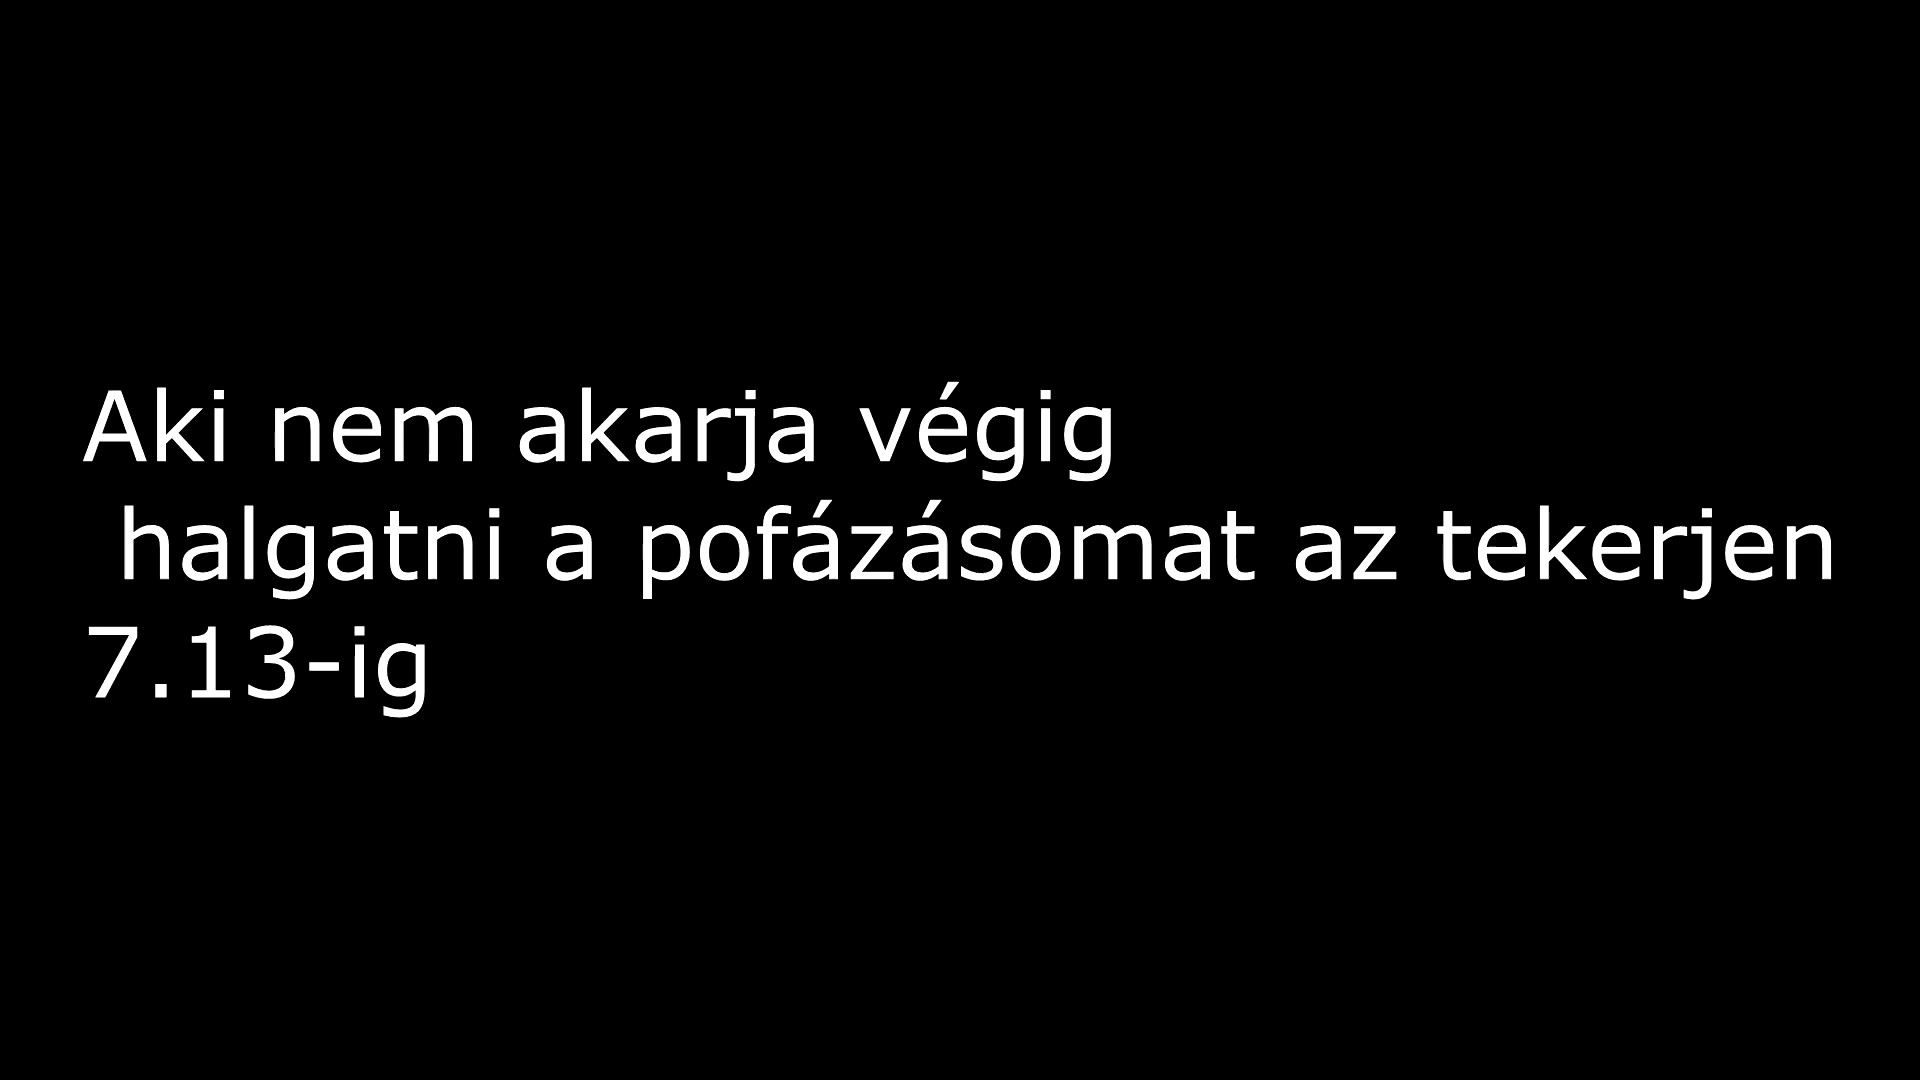 Aki nem akarja végig
halgatni a pofázásomat az tekerjen
7.13-ig